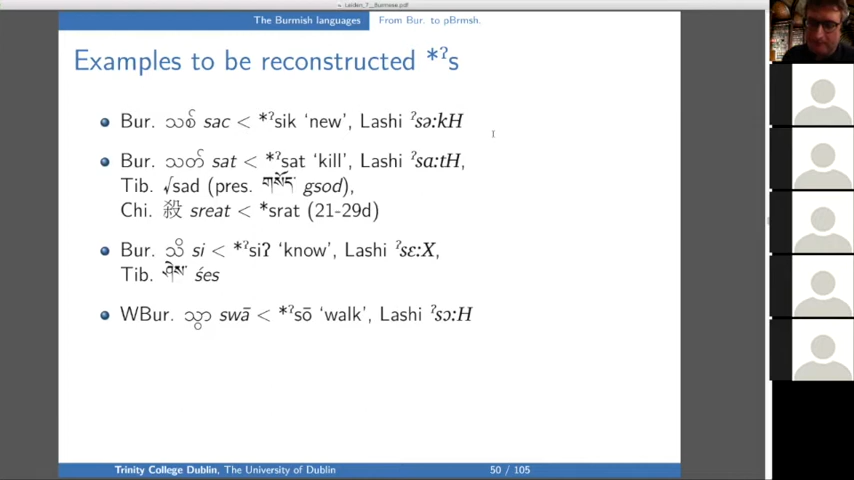 Leiden_7__Burmese.pdf
The Burmish languages From Bur. to pBrmsh.
Examples to be reconstructed *ˀs
Bur. သစ် sac < *ˀsik ‘new’, Lashi ˀsə:kH
Bur. သတ် sat < *ˀsat ‘kill’, Lashi ˀsɑ:tH,
Tib. √sad (pres. གསོད་ gsod),
Chi. 殺 sreat < *srat (21-29d)
Bur. သိ si < *ˀsiʔ ‘know’, Lashi ˀsɛ:X,
Tib. ཤེས་ śes
WBur. သွာ swā < *ˀsō ‘walk’, Lashi ˀsɔ:H
Trinity College Dublin, The University of Dublin 50 / 105